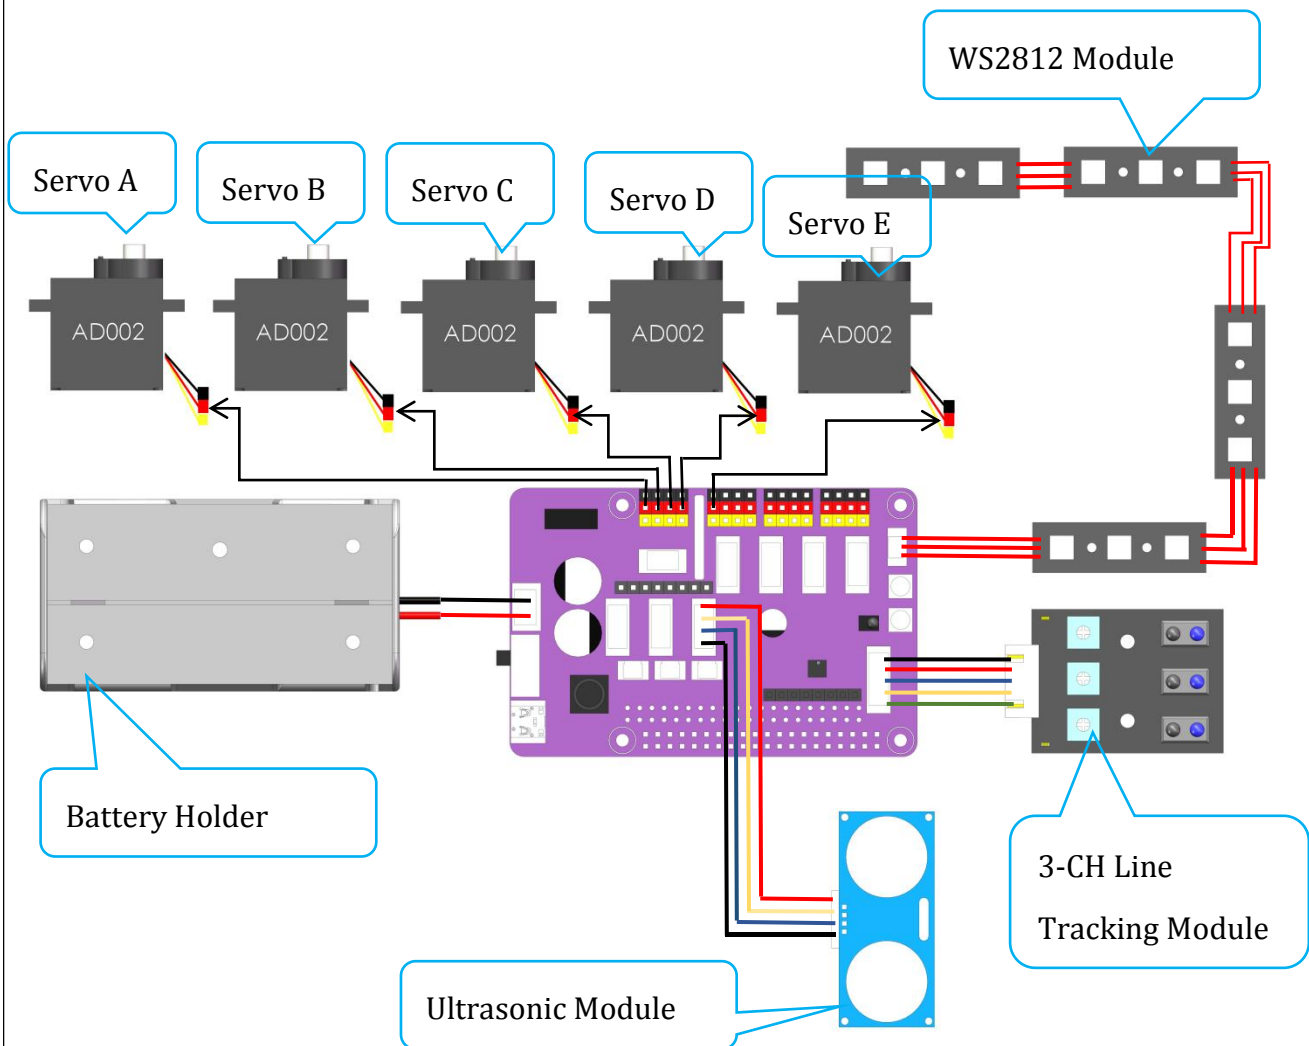 WS2812 Module
Servo A
Servo B
Servo C
Servo D
Servo E
AD002
AD002
AD002
AD002
AD002
Battery Holder
3-CH Line
Tracking Module
Ultrasonic Module